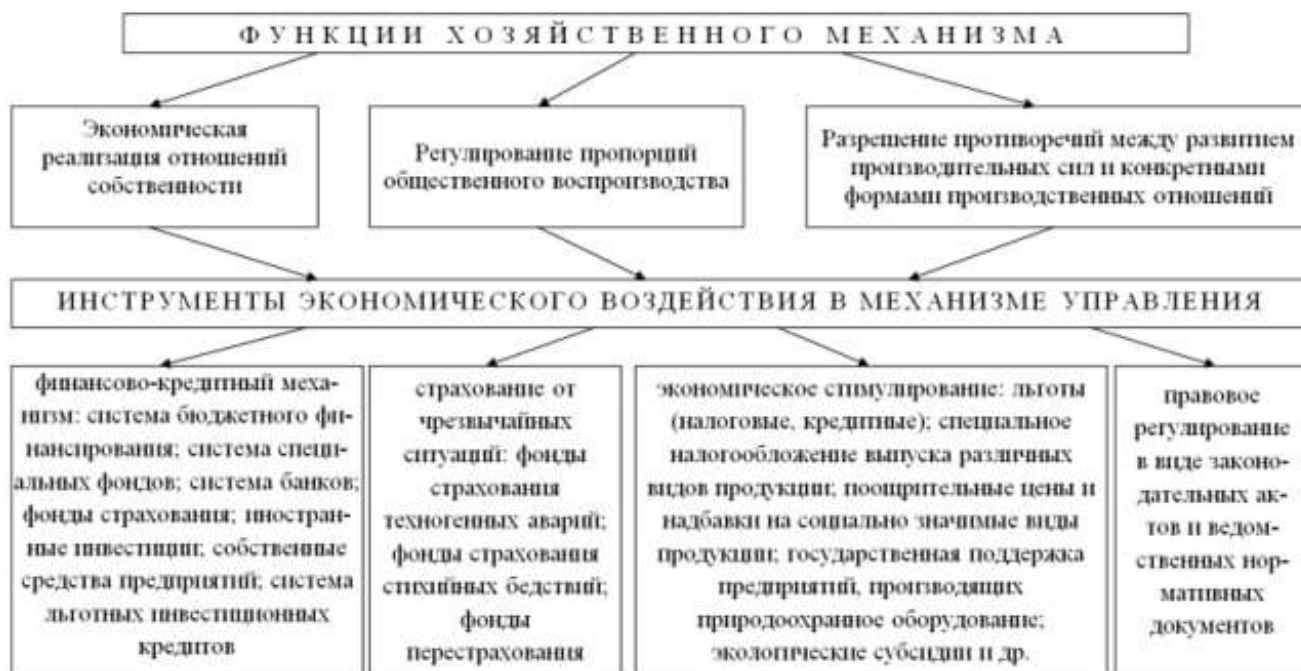 ФУНКЦИИ ХОЗЯЙСТВЕННОГО МЕХАНИЗМА
Экономическая
реализация отношений
собственности
Регулирование пропорций
общественного воспроизводства
Разрешение противоречий между развитием
производительных сил и конкретными
формами производственных отношений
ИНСТРУМЕНТЫ ЭКОНОМИЧЕСКОГО ВОЗДЕЙСТВИЯ В МЕХАНИЗМЕ УПРАВЛЕНИЯ
финансово-кредитный меха-
низм: система бюджетного фи-
нансирования; система специ-
альных фондов; система банков;
фонды страхования; иностран-
ные инвестиции; собственные
средства предприятий; система
льготных инвестиционных
кредитов
страхование от
чрезвычайных
ситуаций: фонды
страхования
техногенных аварий;
фонды страхования
стихийных бедствий;
фонды
перестрахования
экономическое стимулирование: льготы
(налоговые, кредитные); специальное
налогообложение выпуска различных
видов продукции; поощрительные цены и
надбавки на социально значимые виды
продукции; государственная поддержка
предприятий, производящих
природоохранное оборудование;
экологические субсидии и др.
правовое
регулирование
в виде законо-
дательных ак-
тов и ведом-
ственных нор-
мативных
документов